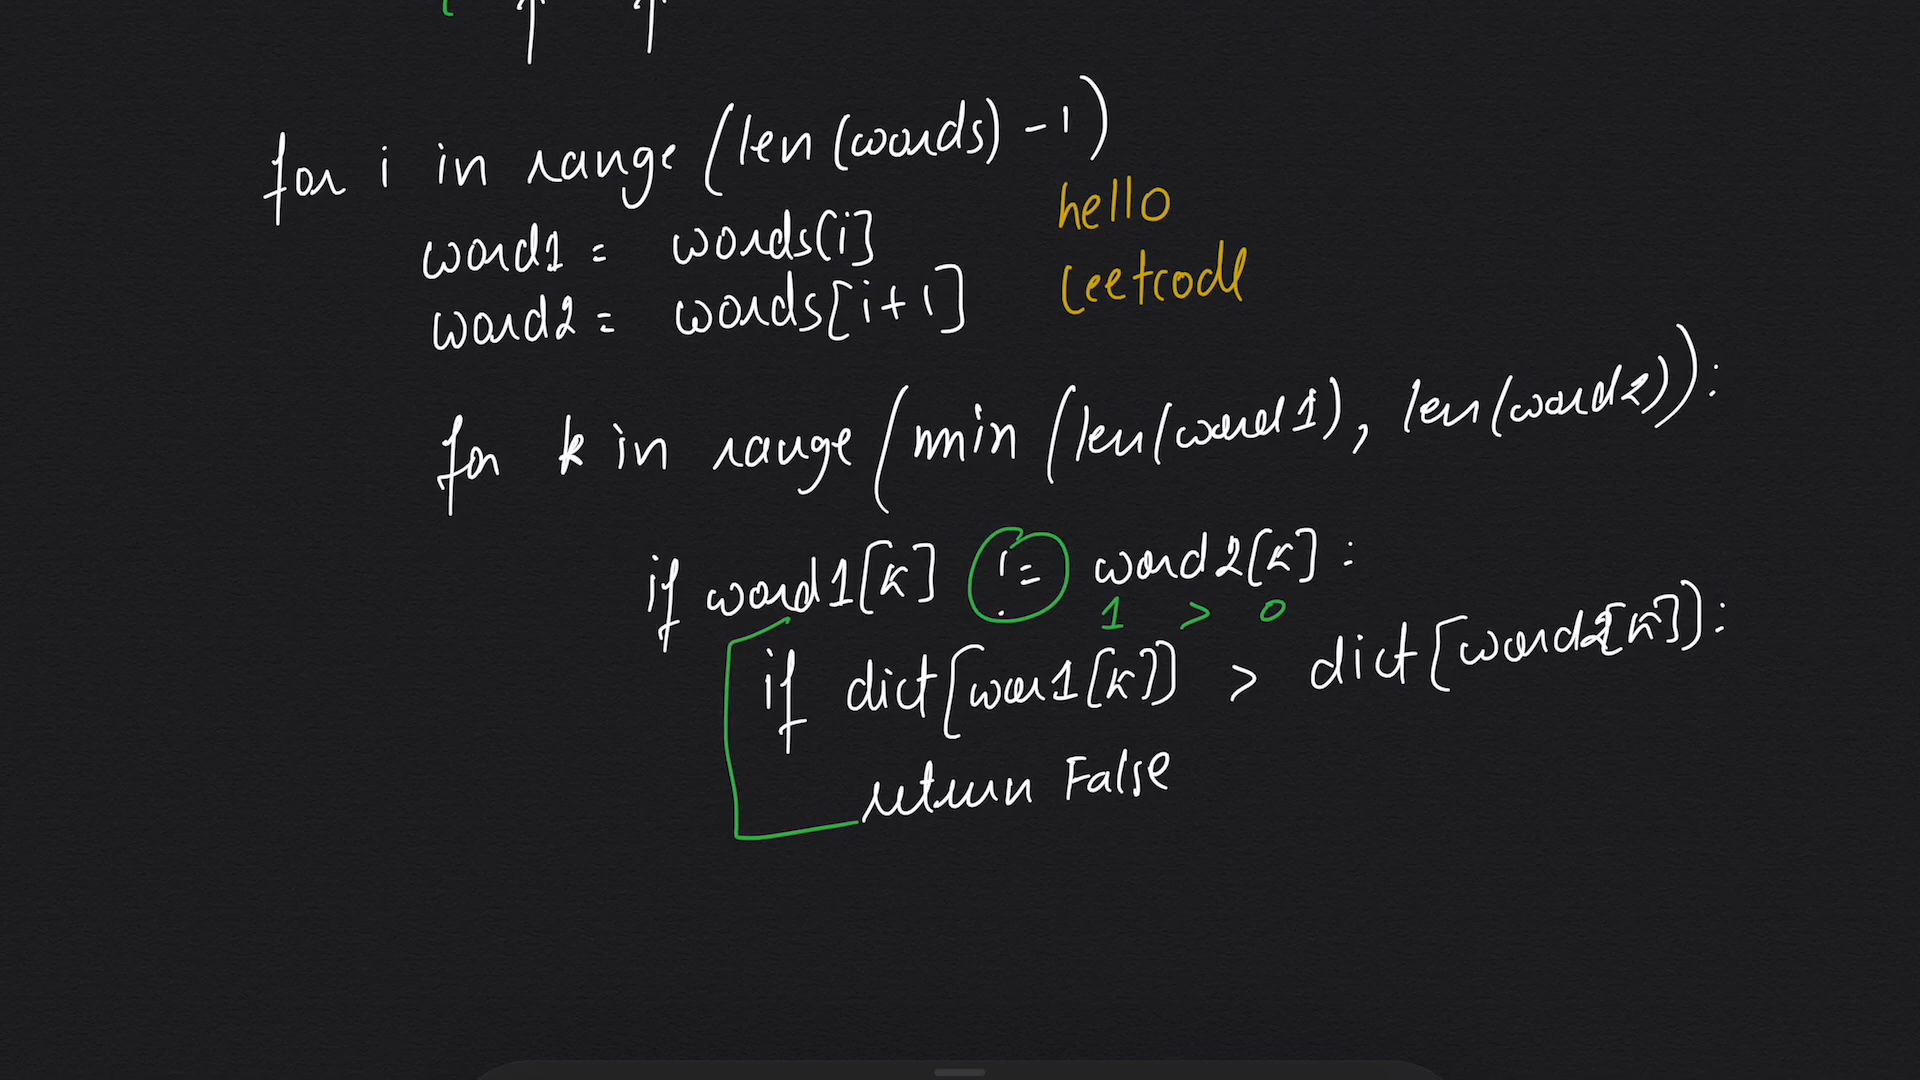 for i in range (len (words) - 1)
word1 = words[i]
hello
word2 = words[i+1]
leetcode
for k in range (min (len(word1), len(word2)):
if word1[k] != word2[k] :
1 > 0
if dict[wor1[k]] > dict[word2[k]):
return False